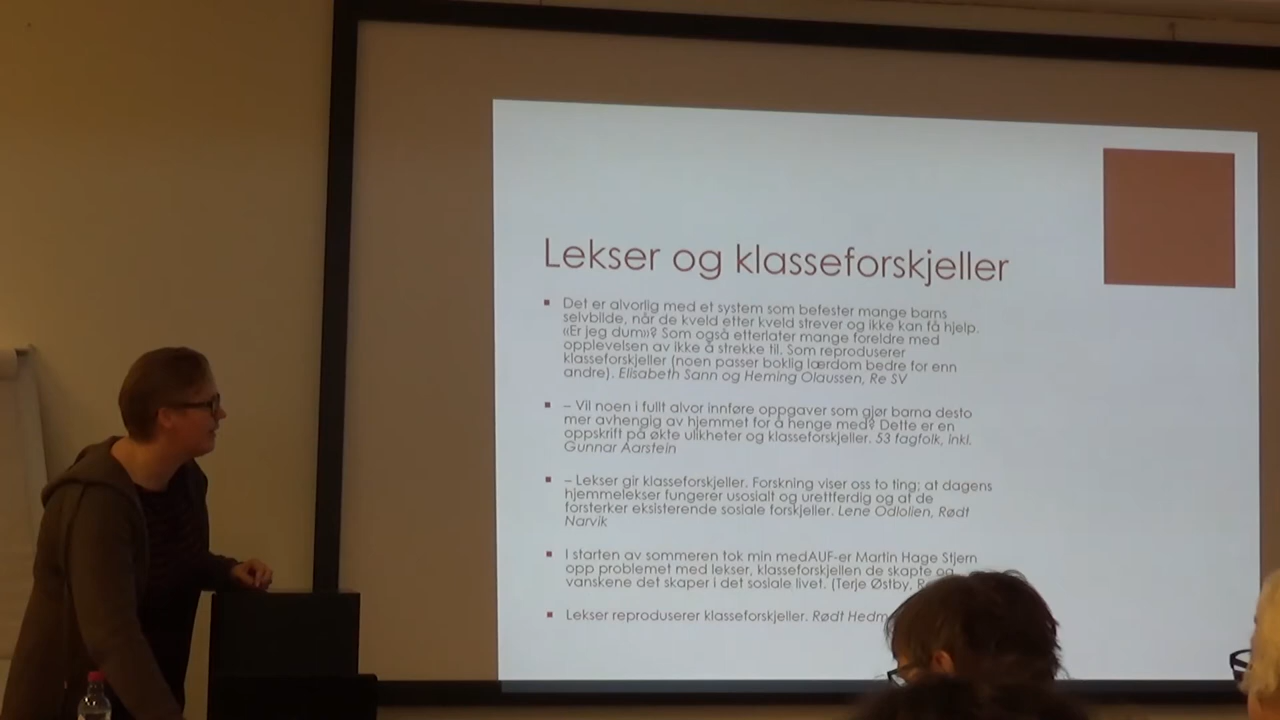 Lekser og klasseforskjeller
▪ Det er alvorlig med et system som befester mange barns
selvbilde, når de kveld etter kveld strever og ikke kan få hjelp.
«Er jeg dum»? Som også etterlater mange foreldre med
opplevelsen av ikke å strekke til. Som reproduserer
klasseforskjeller (noen passer boklig lærdom bedre for enn
andre). Elisabeth Sann og Heming Olaussen, Re SV
▪ – Vil noen i fullt alvor innføre oppgaver som gjør barna desto
mer avhengig av hjemmet for å henge med? Dette er en
oppskrift på økte ulikheter og klasseforskjeller. 53 fagfolk, inkl.
Gunnar Aarstein
▪ – Lekser gir klasseforskjeller. Forskning viser oss to ting; at dagens
hjemmelekser fungerer usosialt og urettferdig og at de
forsterker eksisterende sosiale forskjeller. Lene Odlolien, Rødt
Narvik
▪ I starten av sommeren tok min medAUF-er Martin Hage Stjern
opp problemet med lekser, klasseforskjellen de skapte og
vanskene det skaper i det sosiale livet. (Terje Østby,
▪ Lekser reproduserer klasseforskjeller. Rødt